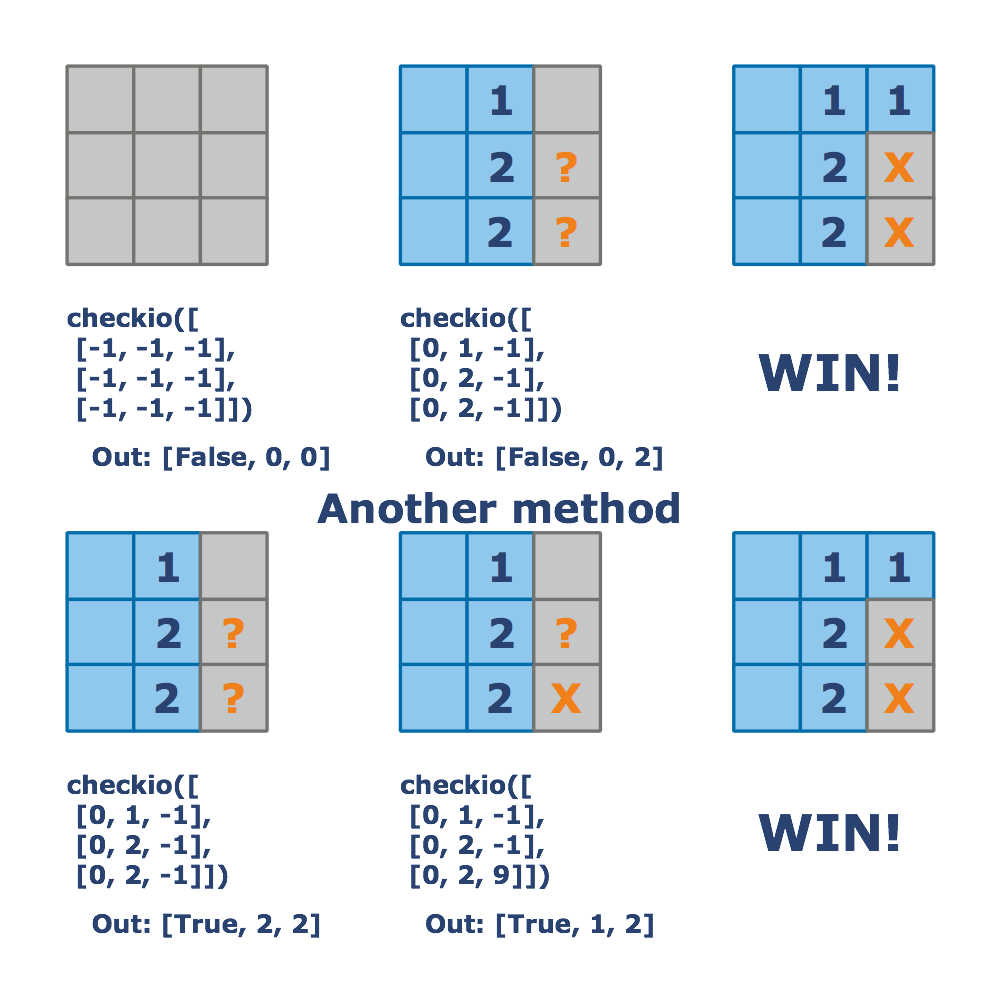 1 1 1
2 ? 2 X
2 ? 2 X
checkio([ checkio([
[-1, -1, -1], [0, 1, -1],
[-1, -1, -1], [0, 2, -1],
[-1, -1, -1]]) [0, 2, -1]])
WIN!
Out: [False, 0, 0] Out: [False, 0, 2]
Another method
1 1 1 1
2 ? 2 ? 2 X
2 ? 2 X 2 X
checkio([ checkio([
[0, 1, -1], [0, 1, -1],
[0, 2, -1], [0, 2, -1],
[0, 2, -1]]) [0, 2, 9]])
WIN!
Out: [True, 2, 2] Out: [True, 1, 2]